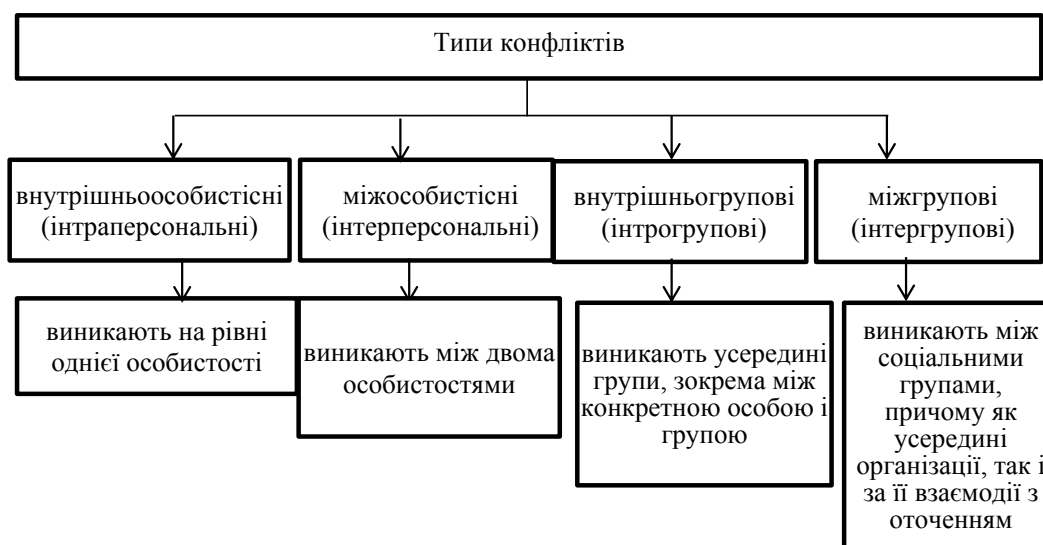 Типи конфліктів
внутрішньоособистісні
(інтраперсональні)
міжособистісні
(інтерперсональні)
внутрішньогрупові
(інтрогрупові)
міжгрупові
(інтергрупові)
виникають на рівні
однієї особистості
виникають між двома
особистостями
виникають усередині
групи, зокрема між
конкретною особою і
групою
виникають між
соціальними
групами,
причому як
усередині
організації, так і
за її взаємодії з
оточенням